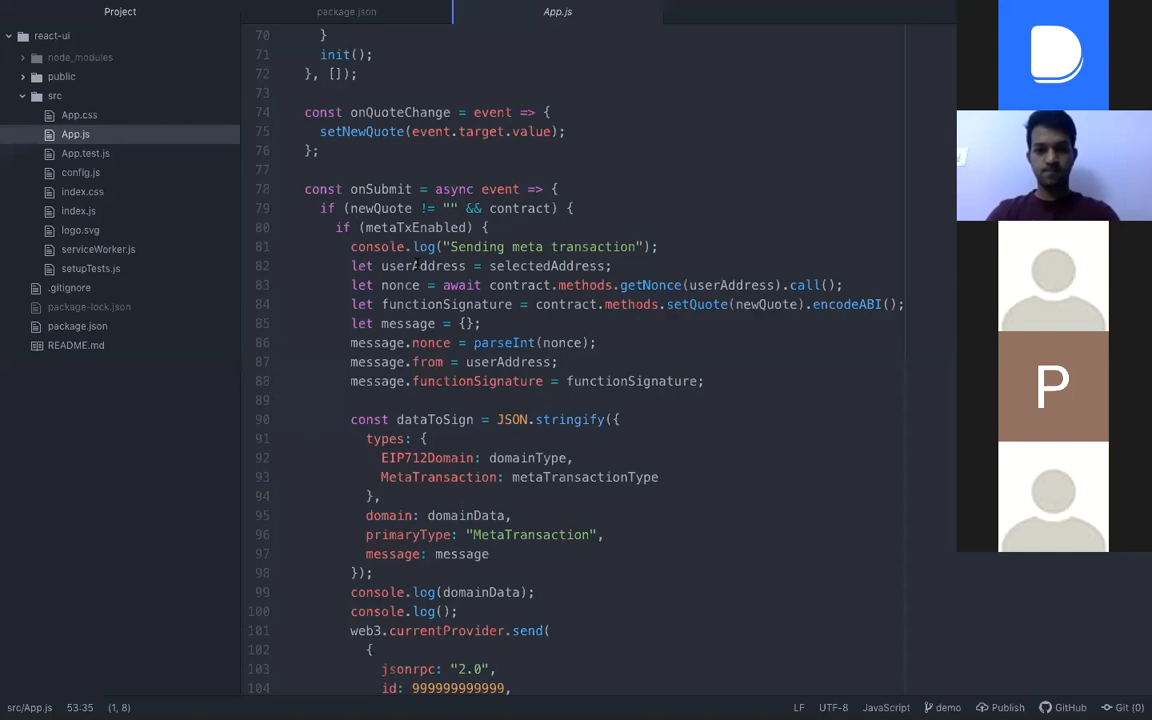 Project
package.json
App.js
react-ui
node_modules
public
src
App.css
App.js
App.test.js
config.js
index.css
index.js
logo.svg
serviceWorker.js
setupTests.js
.gitignore
package-lock.json
package.json
README.md
70 }
71 init();
72 }, []);
73
74 const onQuoteChange = event => {
75 setNewQuote(event.target.value);
76 };
77
78 const onSubmit = async event => {
79 if (newQuote != "" && contract) {
80 if (metaTxEnabled) {
81 console.log("Sending meta transaction");
82 let userAddress = selectedAddress;
83 let nonce = await contract.methods.getNonce(userAddress).call();
84 let functionSignature = contract.methods.setQuote(newQuote).encodeABI();
85 let message = {};
86 message.nonce = parseInt(nonce);
87 message.from = userAddress;
88 message.functionSignature = functionSignature;
89
90 const dataToSign = JSON.stringify({
91 types: {
92 EIP712Domain: domainType,
93 MetaTransaction: metaTransactionType
94 },
95 domain: domainData,
96 primaryType: "MetaTransaction",
97 message: message
98 });
99 console.log(domainData);
100 console.log();
101 web3.currentProvider.send(
102 {
103 jsonrpc: "2.0",
104 id: 999999999999,
src/App.js 53:35 (1, 8)
LF UTF-8 JavaScript demo Publish GitHub Git (0)
D
P